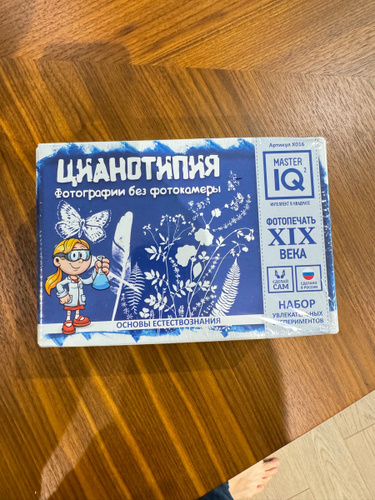 Артикул X016
ЦИАНОТИПИЯ
Фотографии без фотокамеры
MASTER
IQ²
ИНТЕЛЛЕКТ В КВАДРАТЕ
ФОТОПЕЧАТЬ
XIX
ВЕКА
СДЕЛАЙ
САМ
СДЕЛАНО
В РОССИИ
НАБОР
УВЛЕКАТЕЛЬНЫХ
ЭКСПЕРИМЕНТОВ
ОСНОВЫ ЕСТЕСТВОЗНАНИЯ